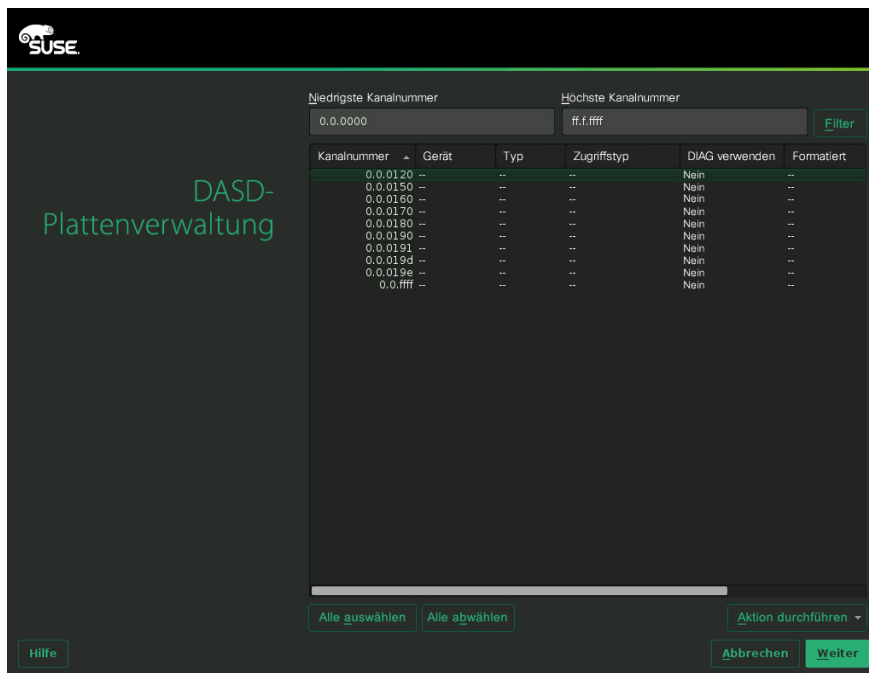 SUSE.
Niedrigste Kanalnummer Höchste Kanalnummer
0.0.0000 ff.f.ffff Filter
DASD-
Plattenverwaltung
Kanalnummer Gerät Typ Zugriffstyp DIAG verwenden Formatiert
0.0.0120 -- -- -- Nein --
0.0.0150 -- -- -- Nein --
0.0.0160 -- -- -- Nein --
0.0.0170 -- -- -- Nein --
0.0.0180 -- -- -- Nein --
0.0.0190 -- -- -- Nein --
0.0.0191 -- -- -- Nein --
0.0.019d -- -- -- Nein --
0.0.019e -- -- -- Nein --
0.0.ffff -- -- -- Nein --
Alle auswählen Alle abwählen Aktion durchführen
Hilfe Abbrechen Weiter